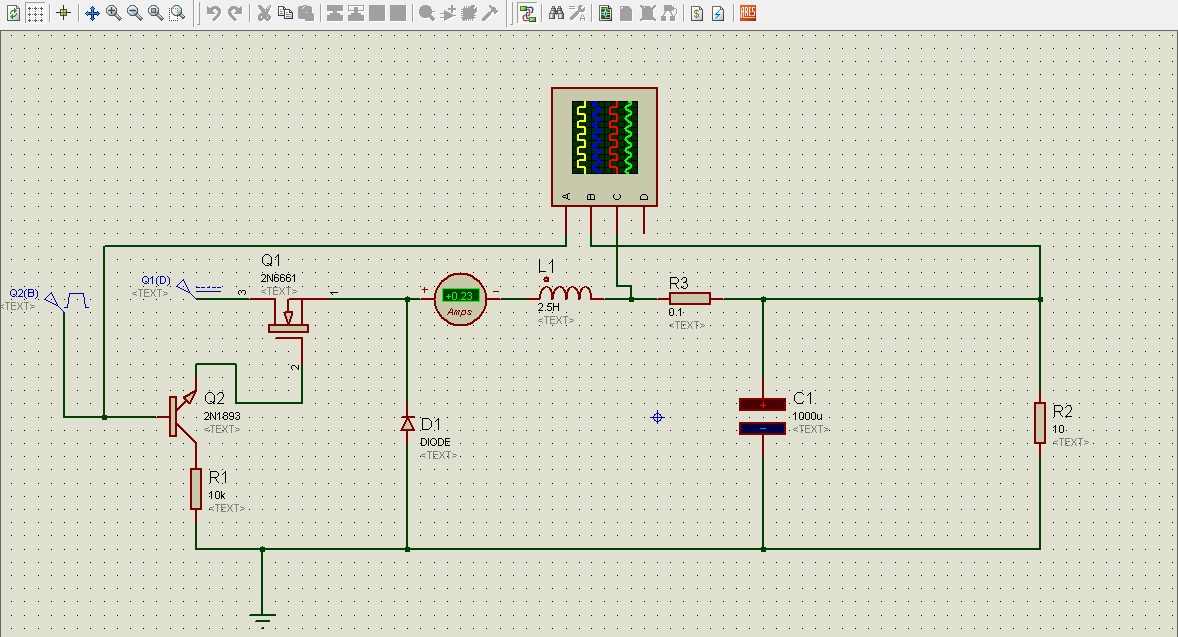 ARES
A B C D
Q1
2N6661
<TEXT>
3
1
2
Q1(D)
<TEXT>
Q2(B)
<TEXT>
+
−
+0.23
Amps
L1
2.5H
<TEXT>
R3
0.1
<TEXT>
Q2
2N1893
<TEXT>
D1
DIODE
<TEXT>
C1
1000u
<TEXT>
R2
10
<TEXT>
R1
10k
<TEXT>